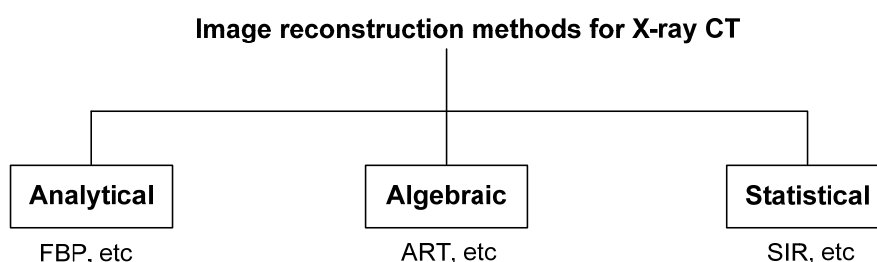 Image reconstruction methods for X-ray CT
Analytical
Algebraic
Statistical
FBP, etc
ART, etc
SIR, etc